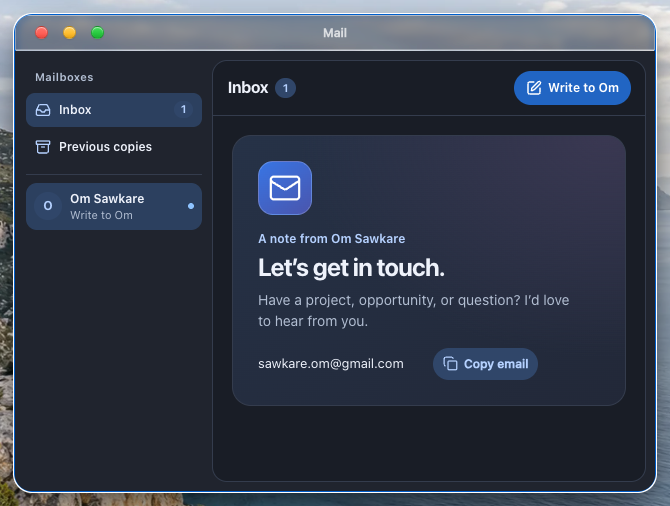 Mail
Mailboxes
Inbox 1
Previous copies
O Om Sawkare
Write to Om
Inbox 1
Write to Om
A note from Om Sawkare
Let’s get in touch.
Have a project, opportunity, or question? I’d love
to hear from you.
sawkare.om@gmail.com
Copy email